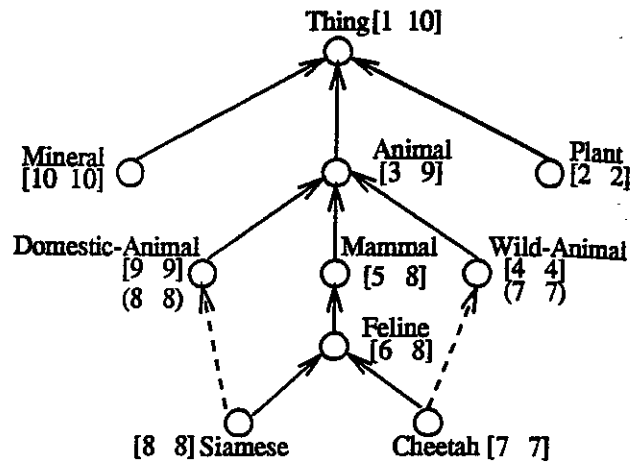 Thing [1 10]
Mineral
[10 10]
Animal
[3 9]
Plant
[2 2]
Domestic-Animal
[9 9]
(8 8)
Mammal
[5 8]
Wild-Animal
[4 4]
(7 7)
Feline
[6 8]
[8 8] Siamese
Cheetah [7 7]